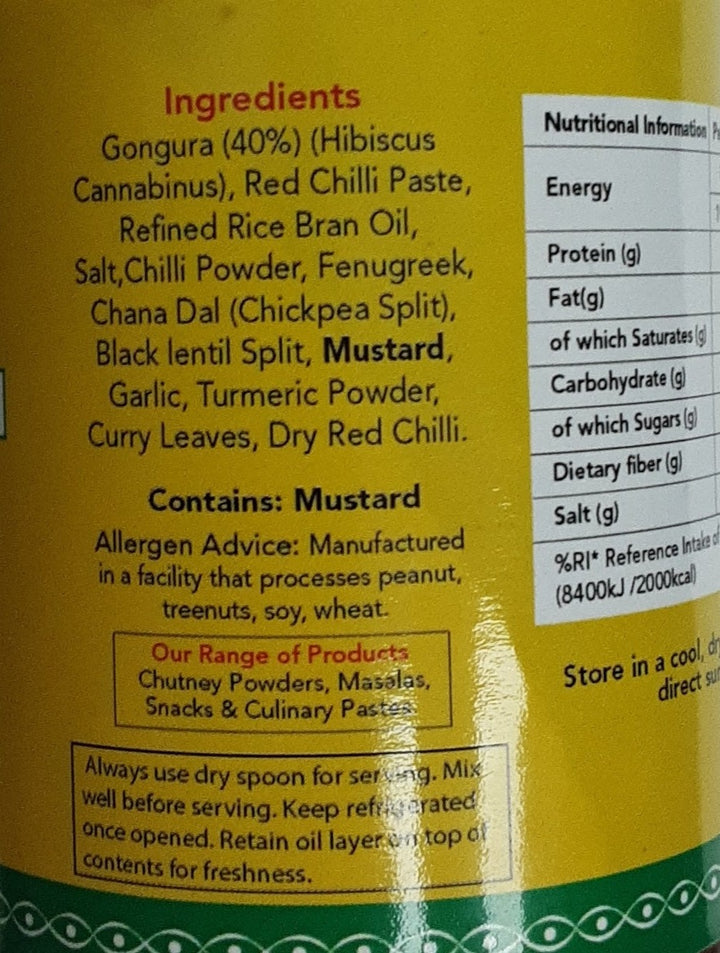 Ingredients
Gongura (40%) (Hibiscus
Cannabinus), Red Chilli Paste,
Refined Rice Bran Oil,
Salt,Chilli Powder, Fenugreek,
Chana Dal (Chickpea Split),
Black lentil Split, Mustard,
Garlic, Turmeric Powder,
Curry Leaves, Dry Red Chilli.
Contains: Mustard
Allergen Advice: Manufactured
in a facility that processes peanut,
treenuts, soy, wheat.
Our Range of Products
Chutney Powders, Masalas,
Snacks & Culinary Pastes
Always use dry spoon for serving. Mix
well before serving. Keep refrigerated
once opened. Retain oil layer on top of
contents for freshness.
Nutritional Information
Energy
Protein (g)
Fat(g)
of which Saturates (g)
Carbohydrate (g)
of which Sugars (g)
Dietary fiber (g)
Salt (g)
%RI* Reference Intake of
(8400kJ /2000kcal)
Store in a cool,
direct